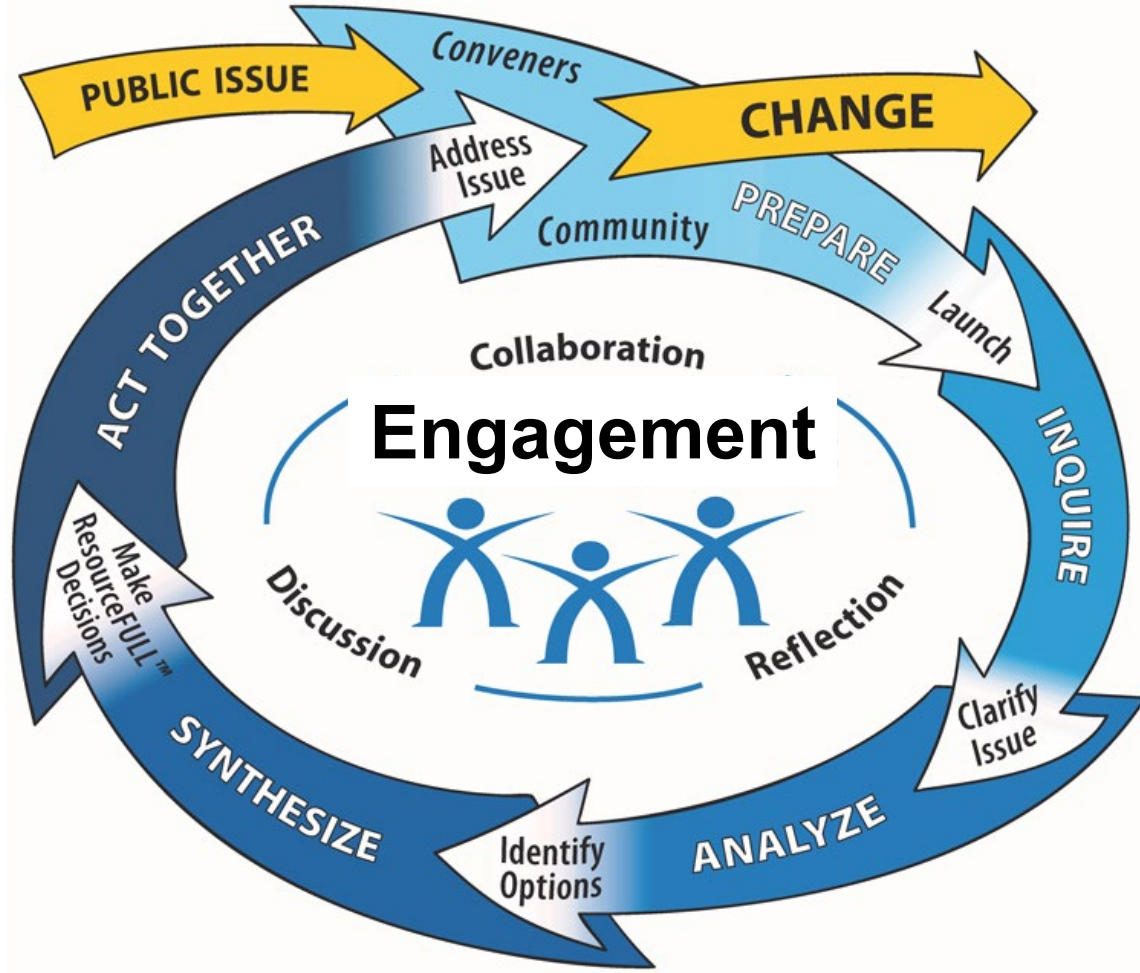 PUBLIC ISSUE
Conveners
CHANGE
Address
Issue
Community
PREPARE
Launch
INQUIRE
Clarify
Issue
ANALYZE
Identify
Options
SYNTHESIZE
Make
ResourceFULL™
Decisions
ACT TOGETHER
Collaboration
Engagement
Discussion
Reflection